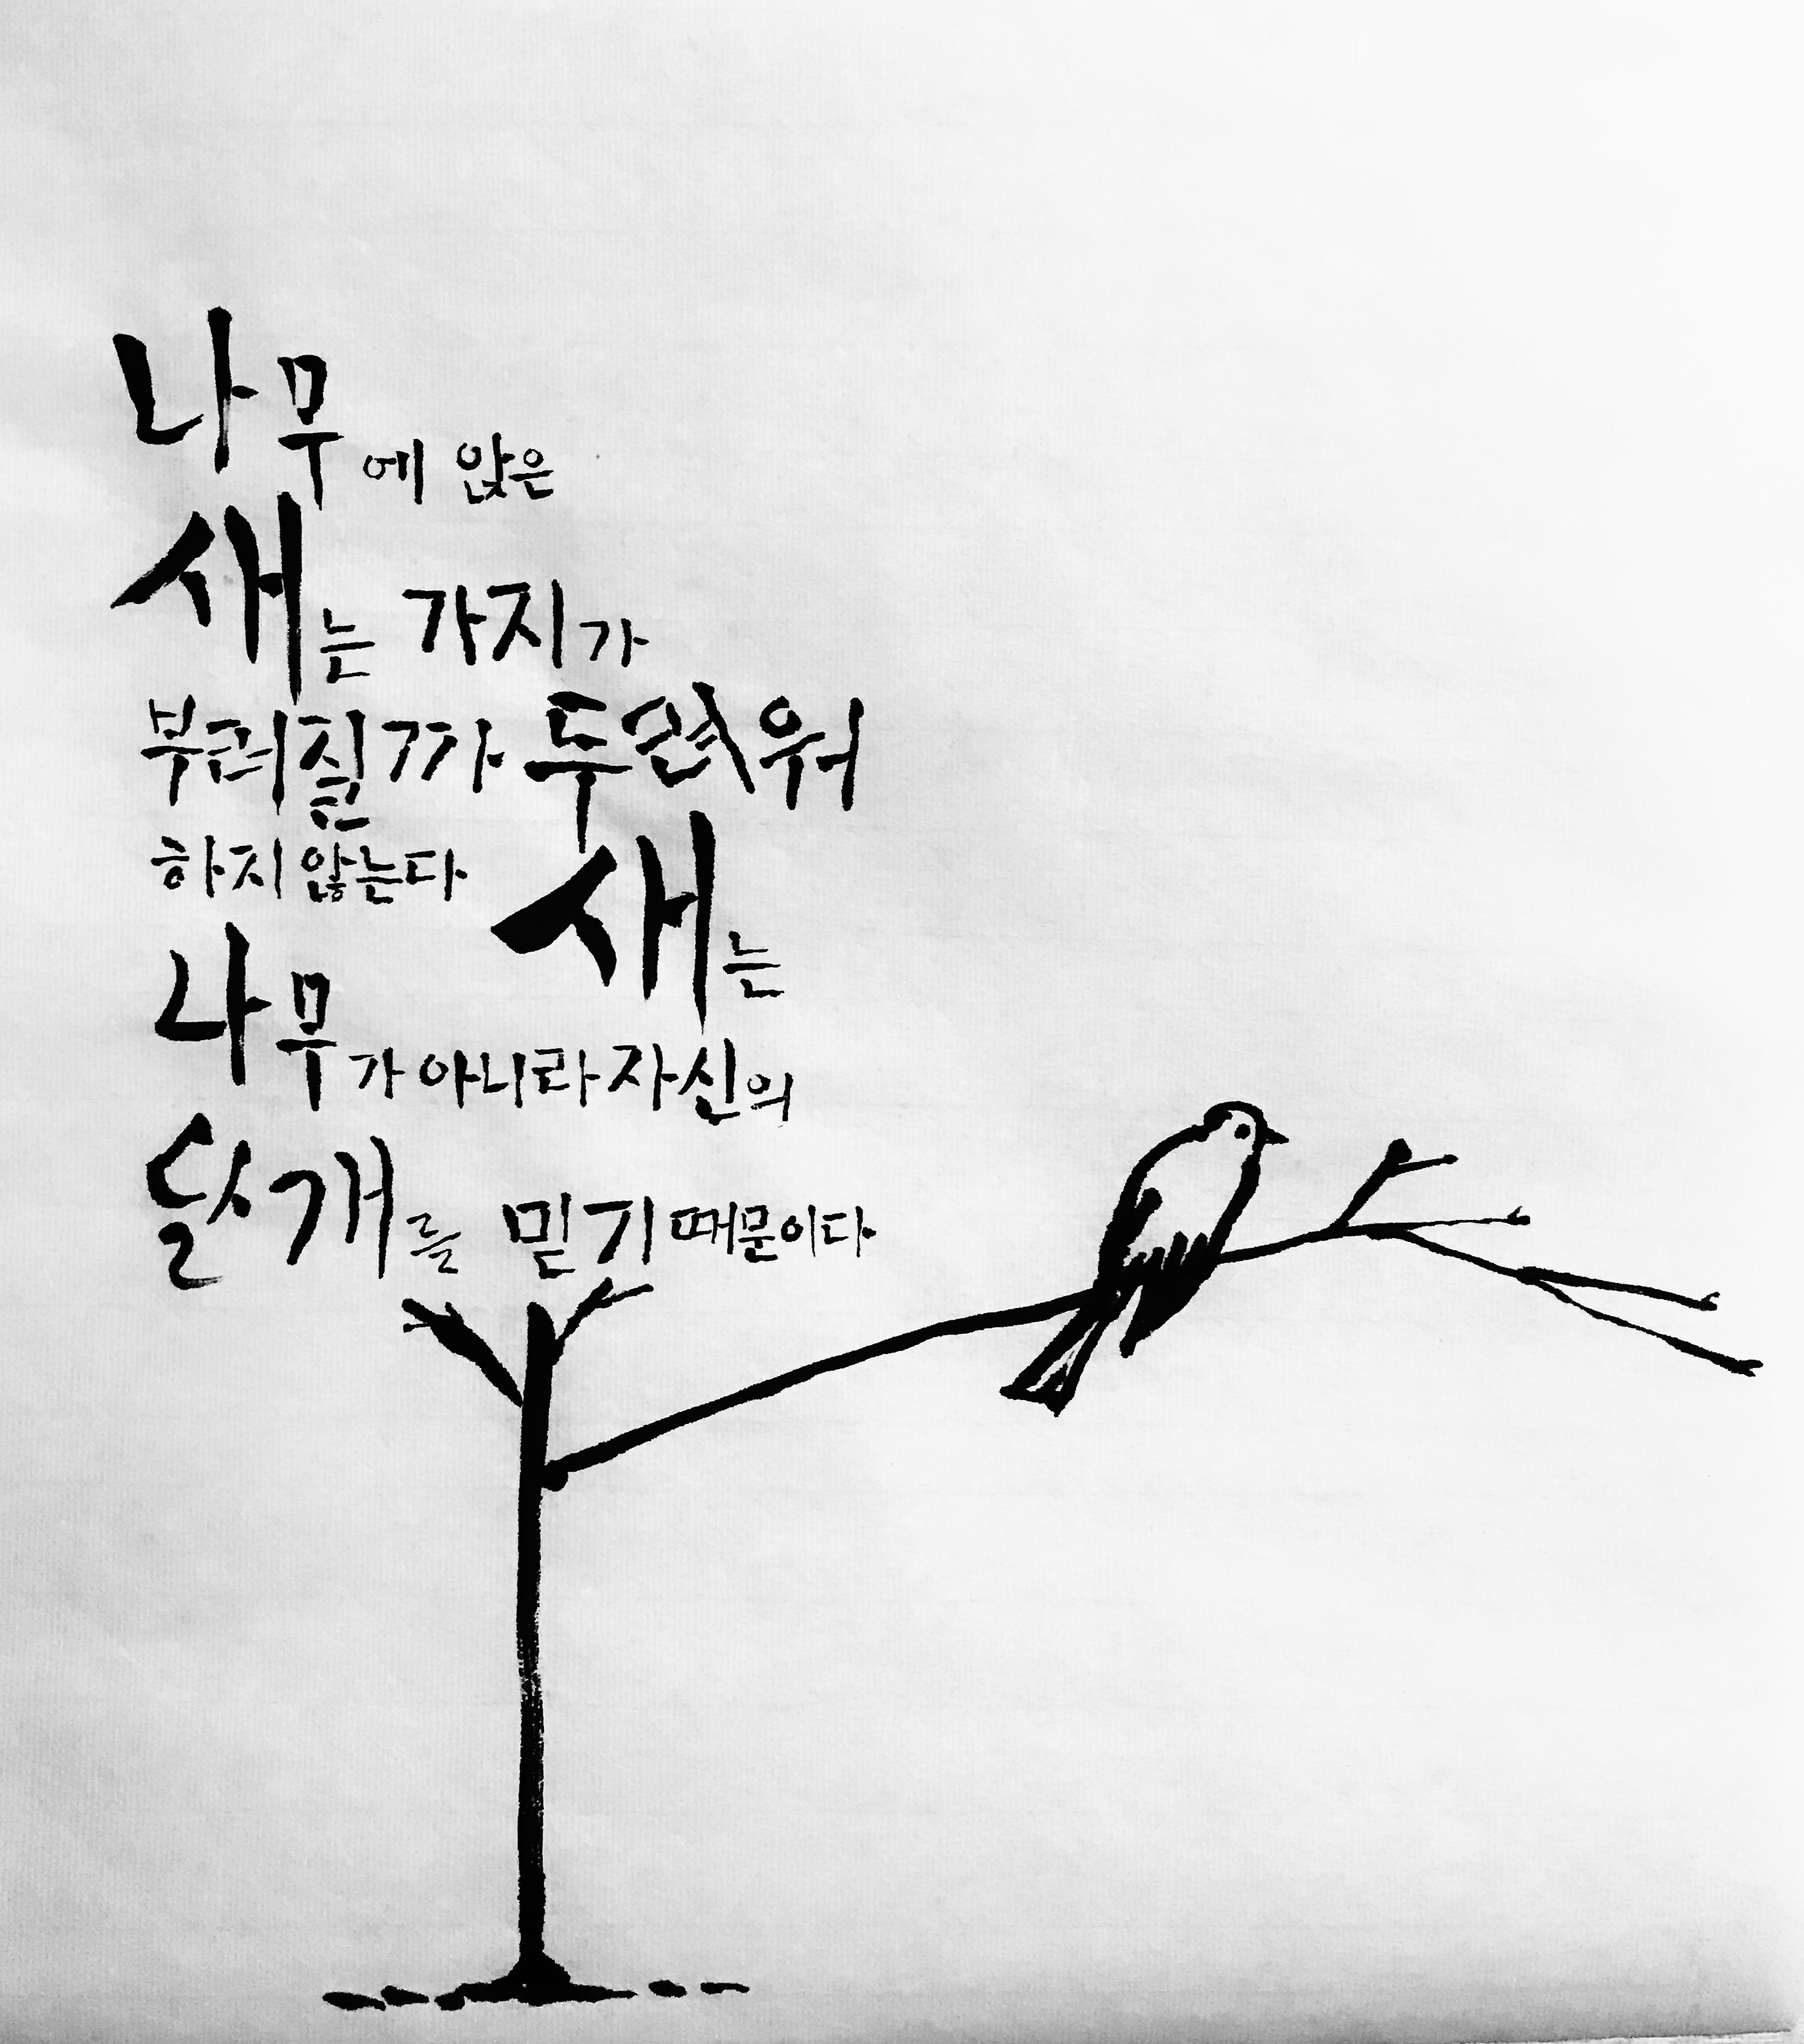 나무에 앉은
새는 가지가
부러질까 두려워
하지 않는다 새는
나무가 아니라 자신의
날개를 믿기 때문이다